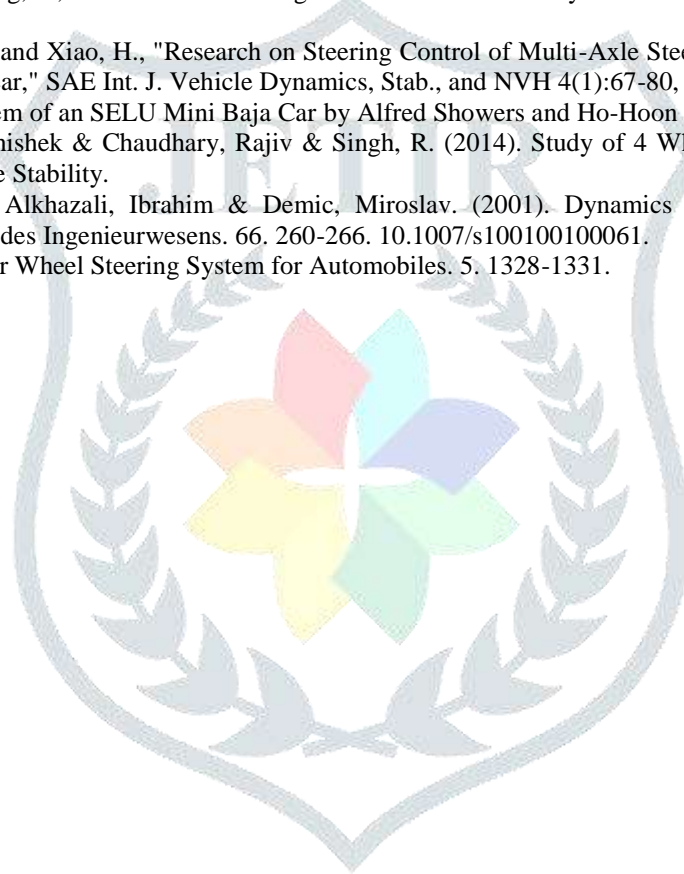 and Xiao, H., "Research on Steering Control of Multi-Axle Stee
ar," SAE Int. J. Vehicle Dynamics, Stab., and NVH 4(1):67-80,
em of an SELU Mini Baja Car by Alfred Showers and Ho-Hoon
nishek & Chaudhary, Rajiv & Singh, R. (2014). Study of 4 W
e Stability.
JETIR
Alkhazali, Ibrahim & Demic, Miroslav. (2001). Dynamics
des Ingenieurwesens. 66. 260-266. 10.1007/s100100100061.
r Wheel Steering System for Automobiles. 5. 1328-1331.